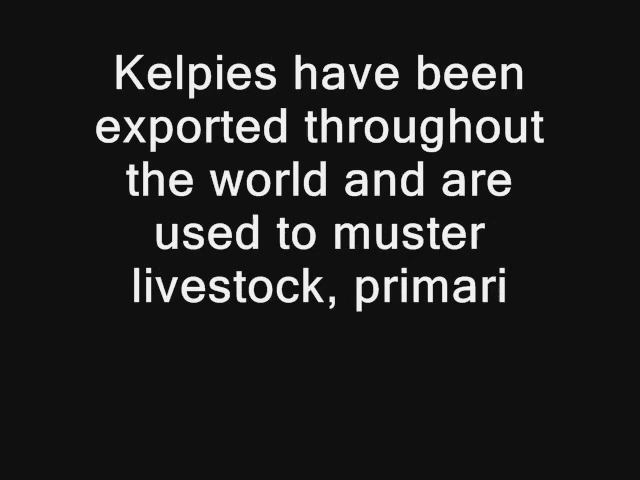 Kelpies have been
exported throughout
the world and are
used to muster
livestock, primari